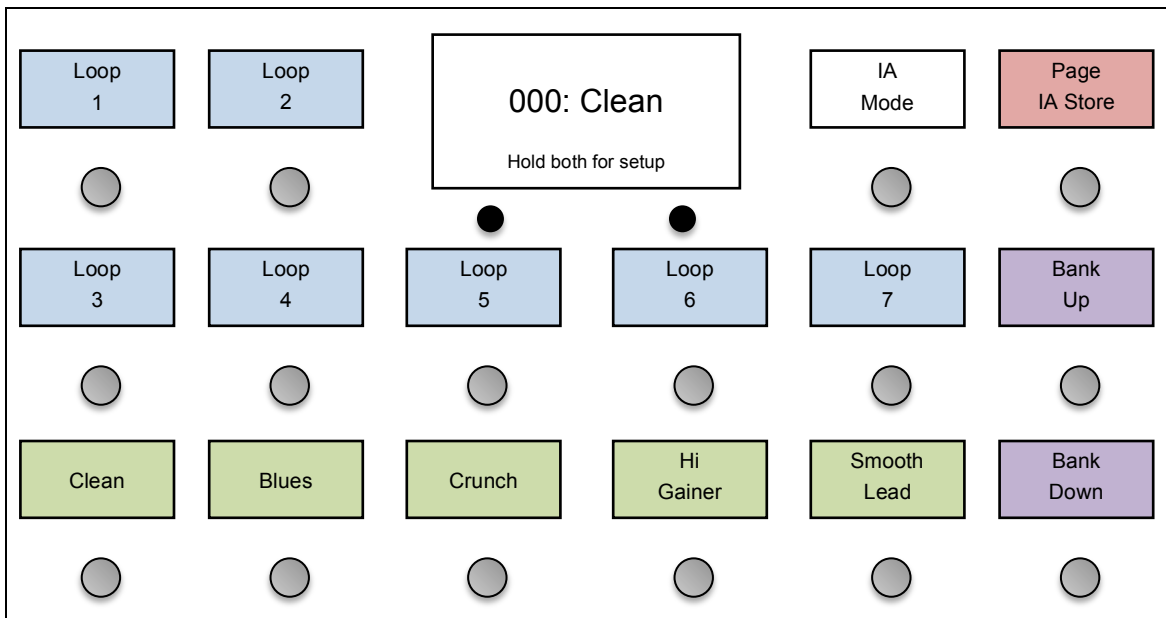 Loop
1
Loop
2
000: Clean
Hold both for setup
IA
Mode
Page
IA Store
Loop
3
Loop
4
Loop
5
Loop
6
Loop
7
Bank
Up
Clean
Blues
Crunch
Hi
Gainer
Smooth
Lead
Bank
Down